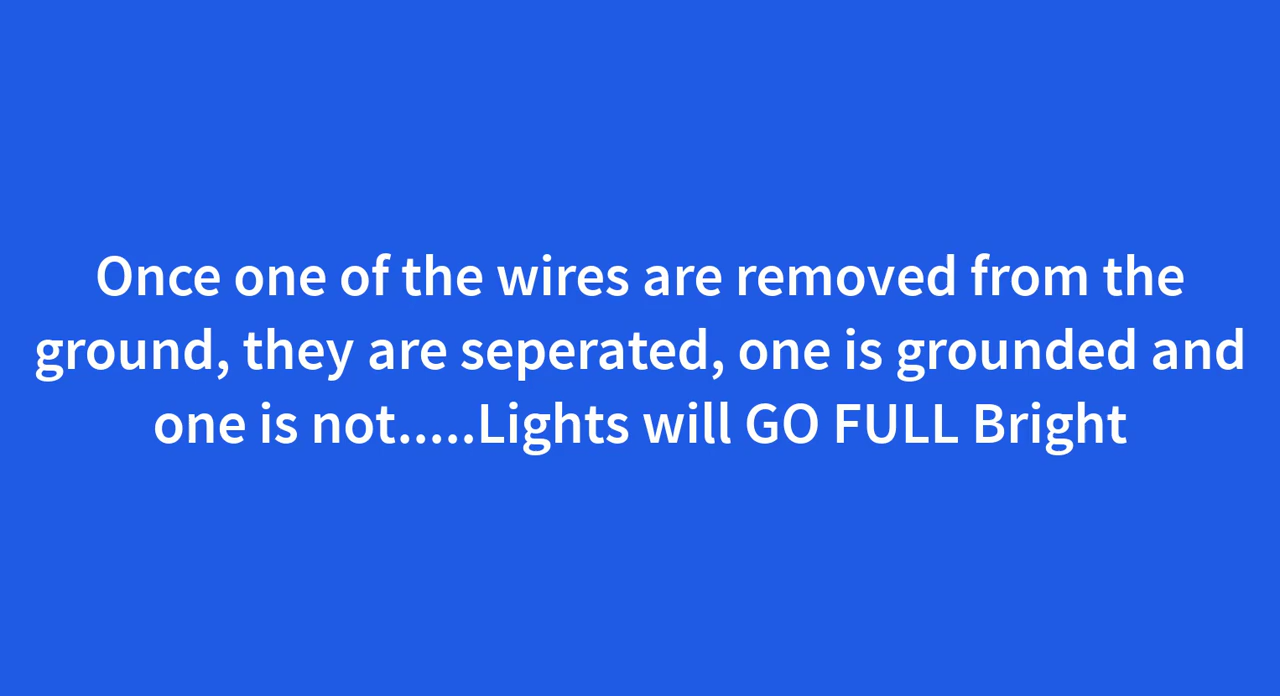 Once one of the wires are removed from the
ground, they are seperated, one is grounded and
one is not.....Lights will GO FULL Bright